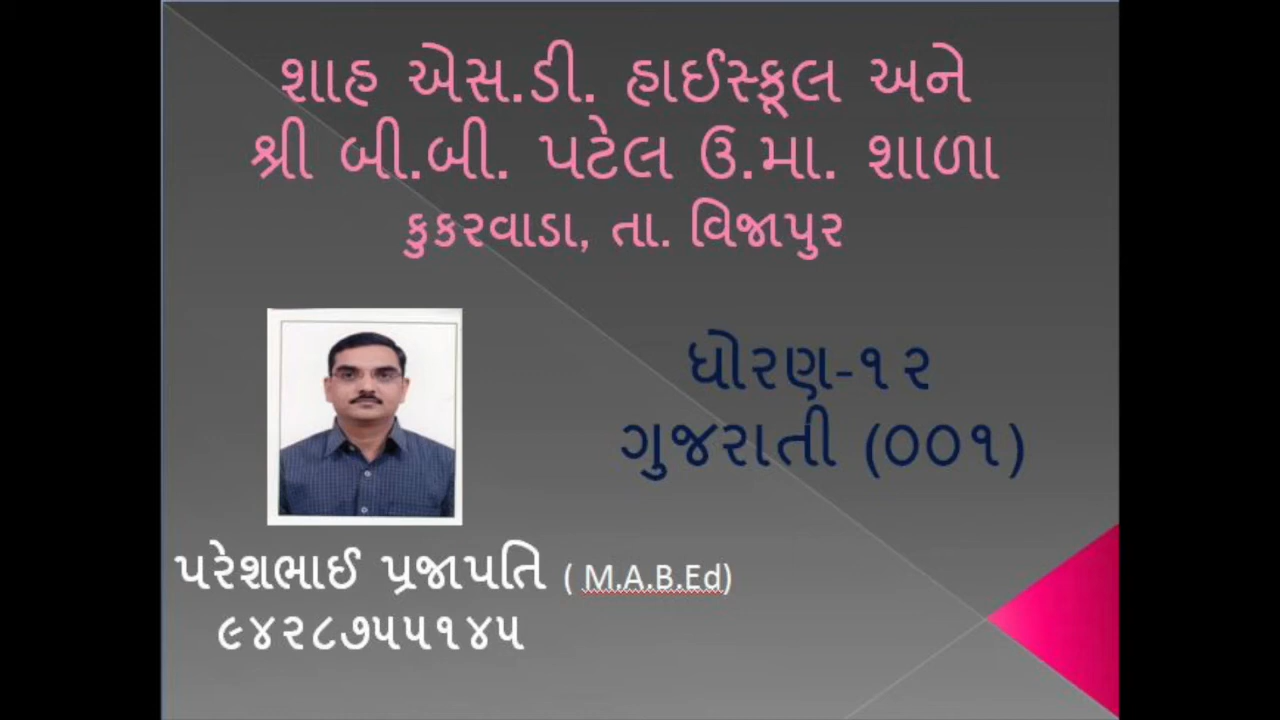 શાહ એસ.ડી. હાઈસ્કૂલ અને
શ્રી બી.બી. પટેલ ઉ.મા. શાળા
કુકરવાડા, તા. વિજાપુર
ધોરણ-૧૨
ગુજરાતી (૦૦૧)
પરેશભાઈ પ્રજાપતિ ( M.A.B.Ed)
૯૪૨૮૭૫૫૧૪૫